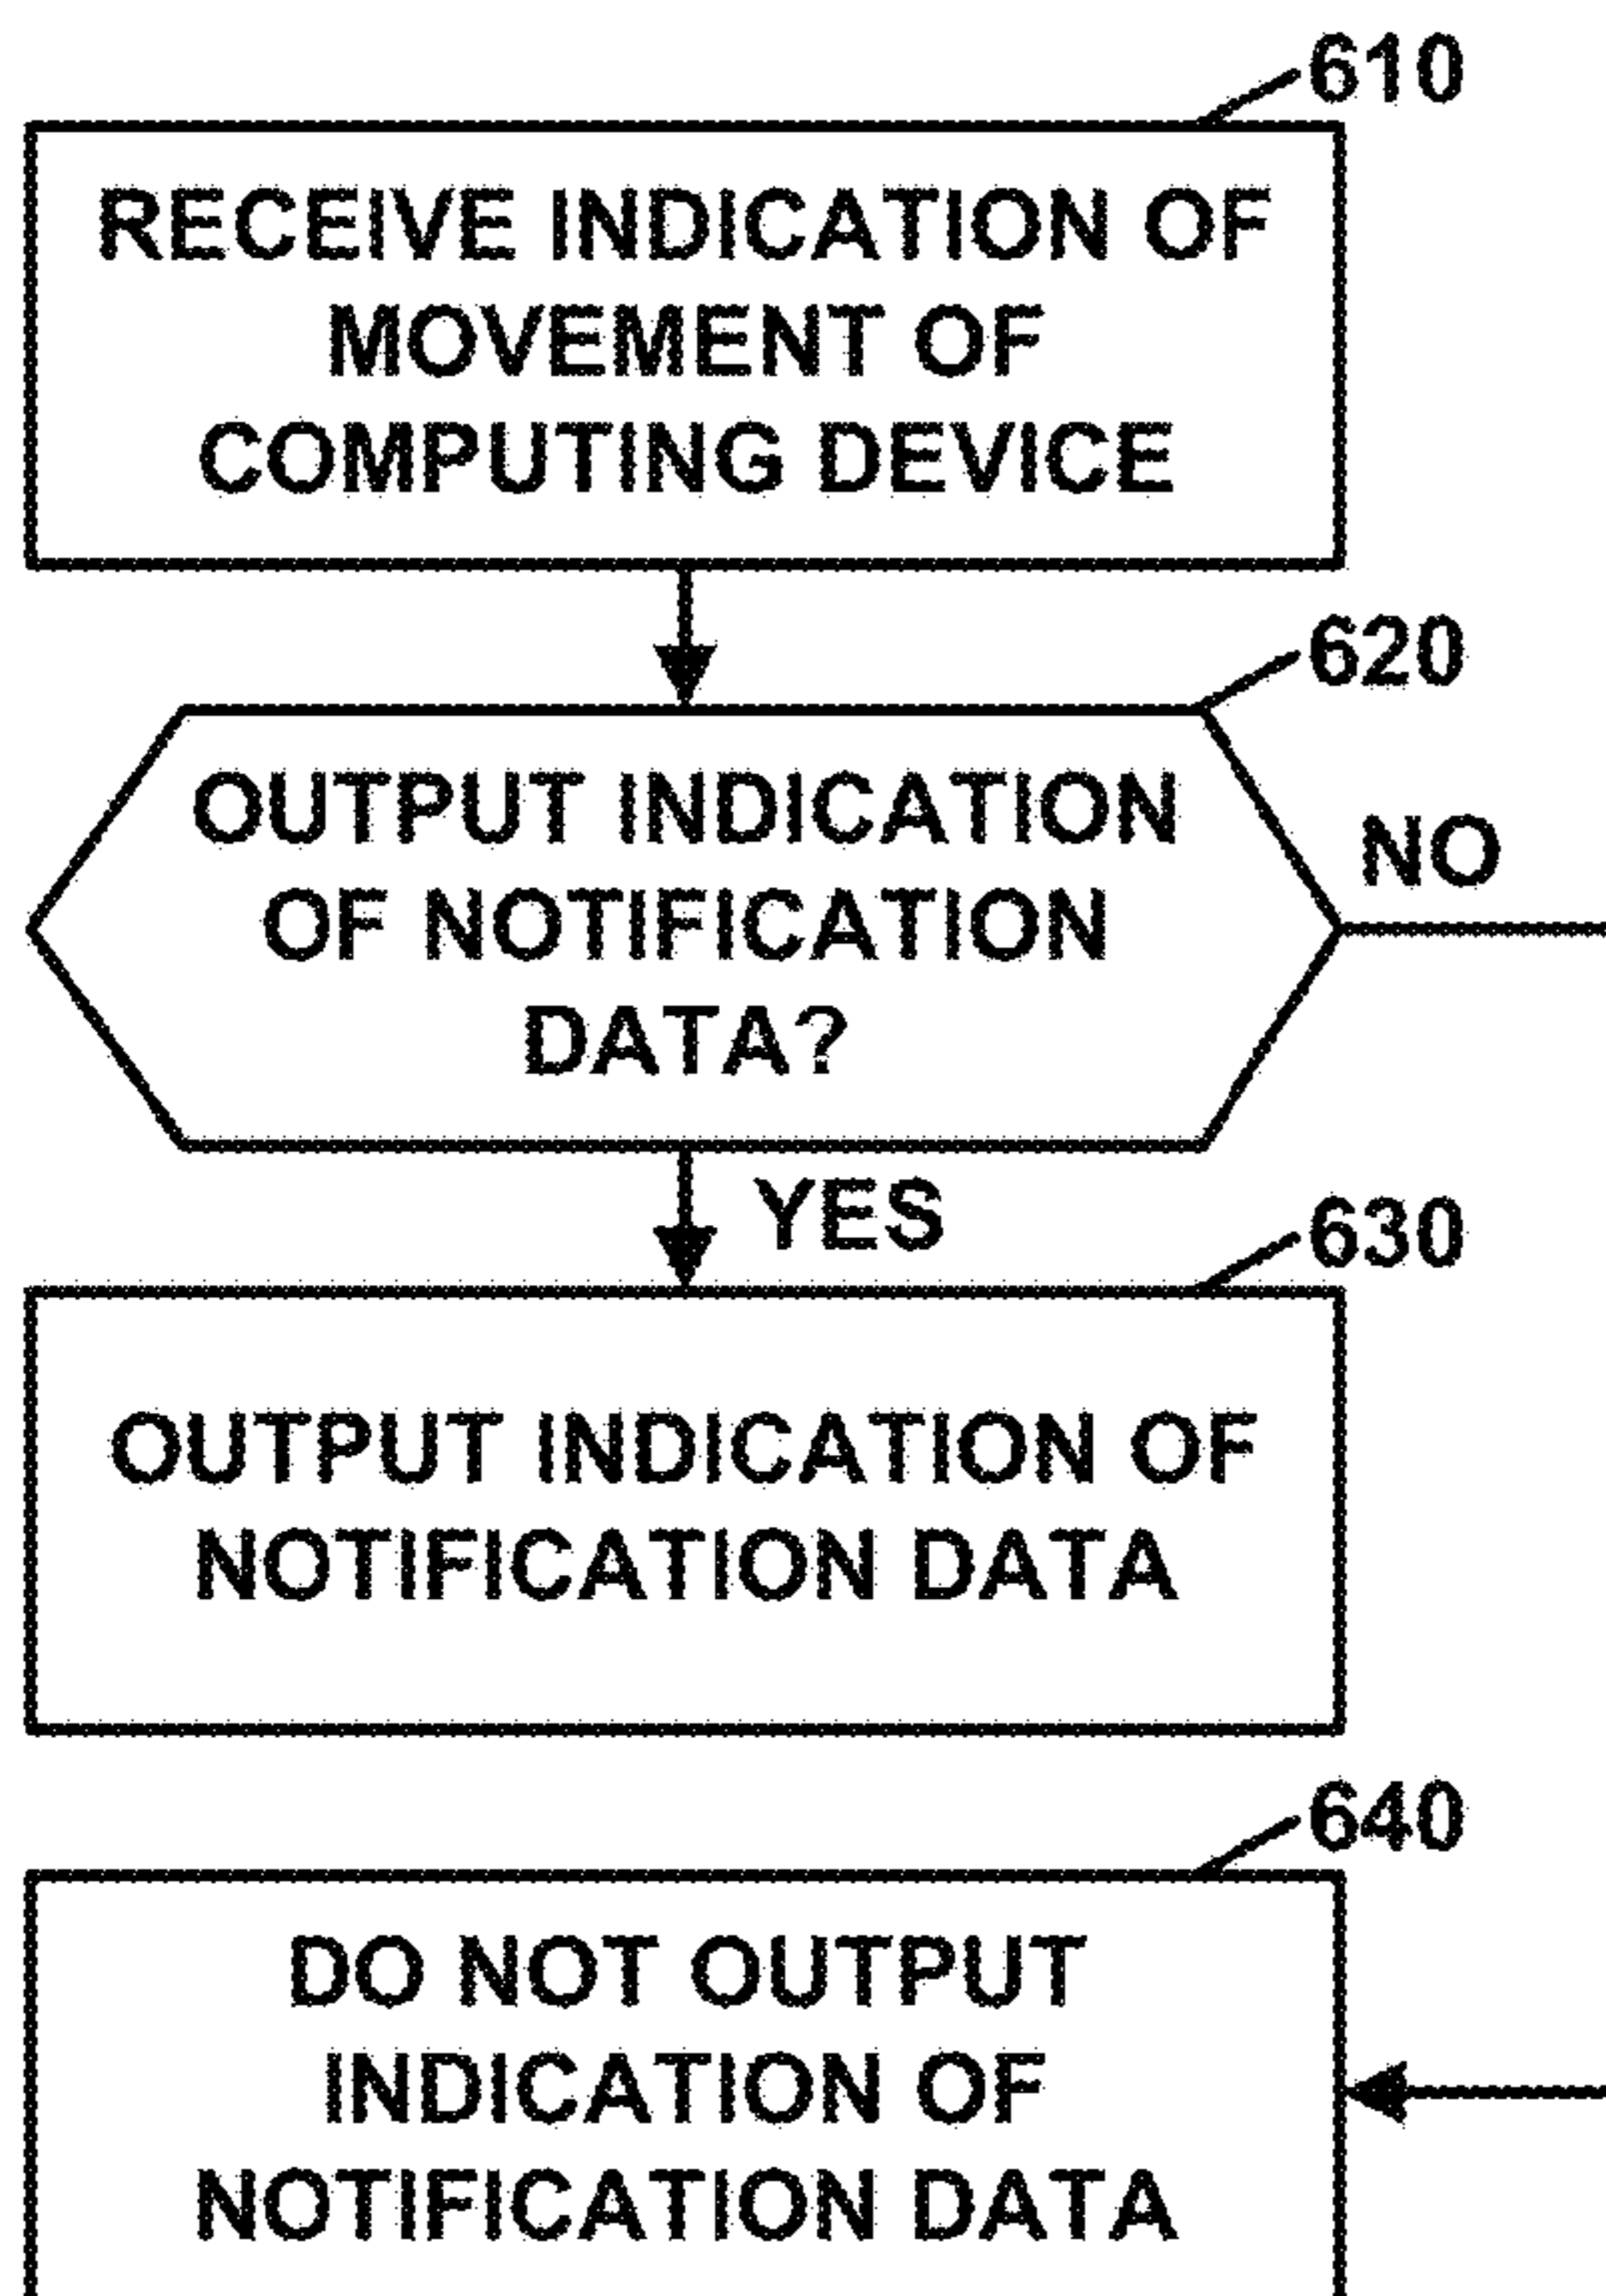 610
RECEIVE INDICATION OF
MOVEMENT OF
COMPUTING DEVICE
620
OUTPUT INDICATION
OF NOTIFICATION
DATA?
NO
YES
630
OUTPUT INDICATION OF
NOTIFICATION DATA
640
DO NOT OUTPUT
INDICATION OF
NOTIFICATION DATA